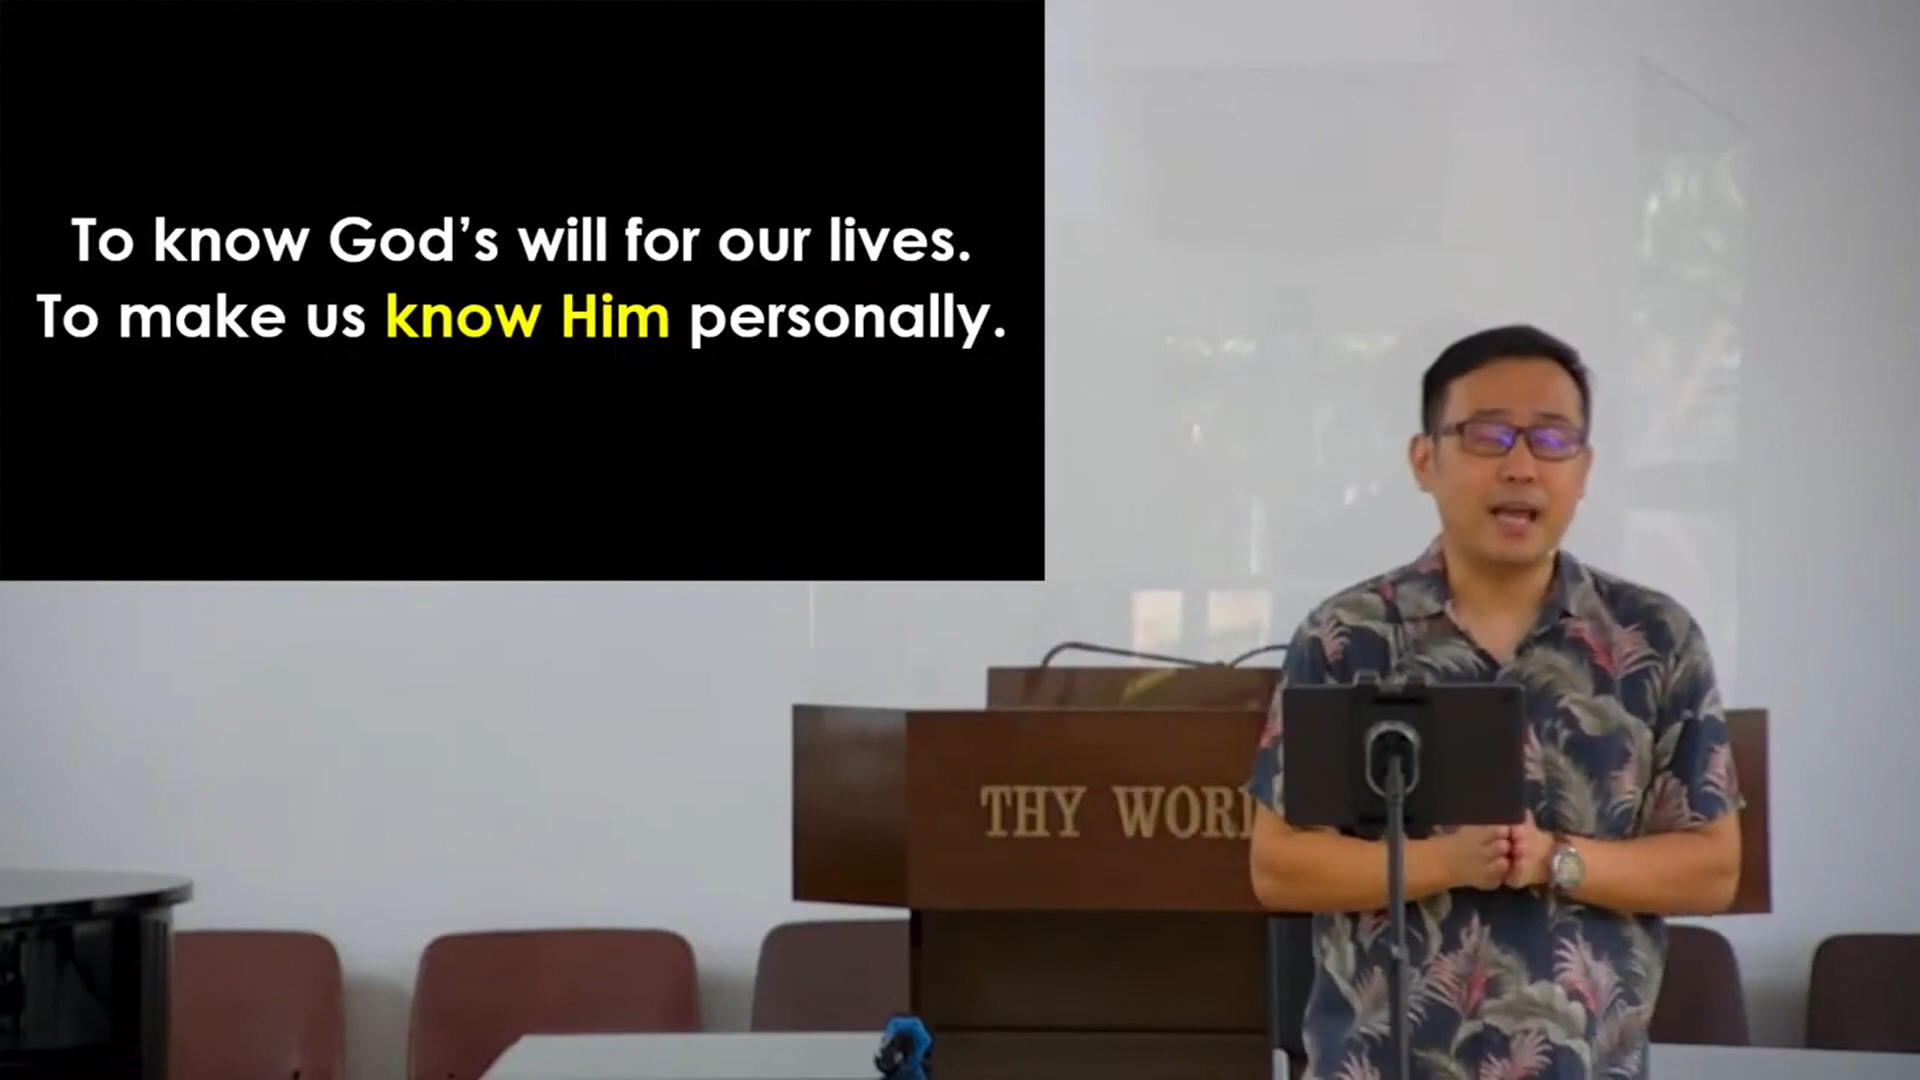 To know God’s will for our lives.
To make us know Him personally.
THY WOR